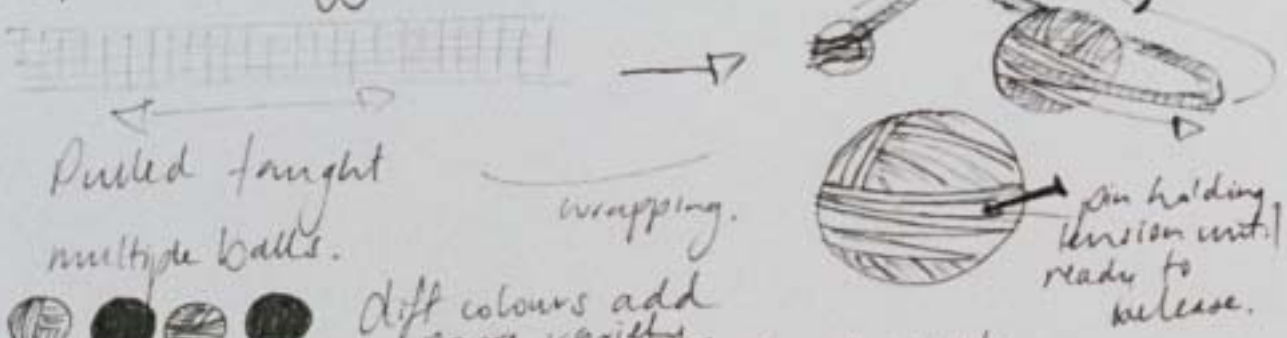 Pulled taught
multiple balls.
wrapping.
pin holding
tension until
ready to
release.
diff colours add